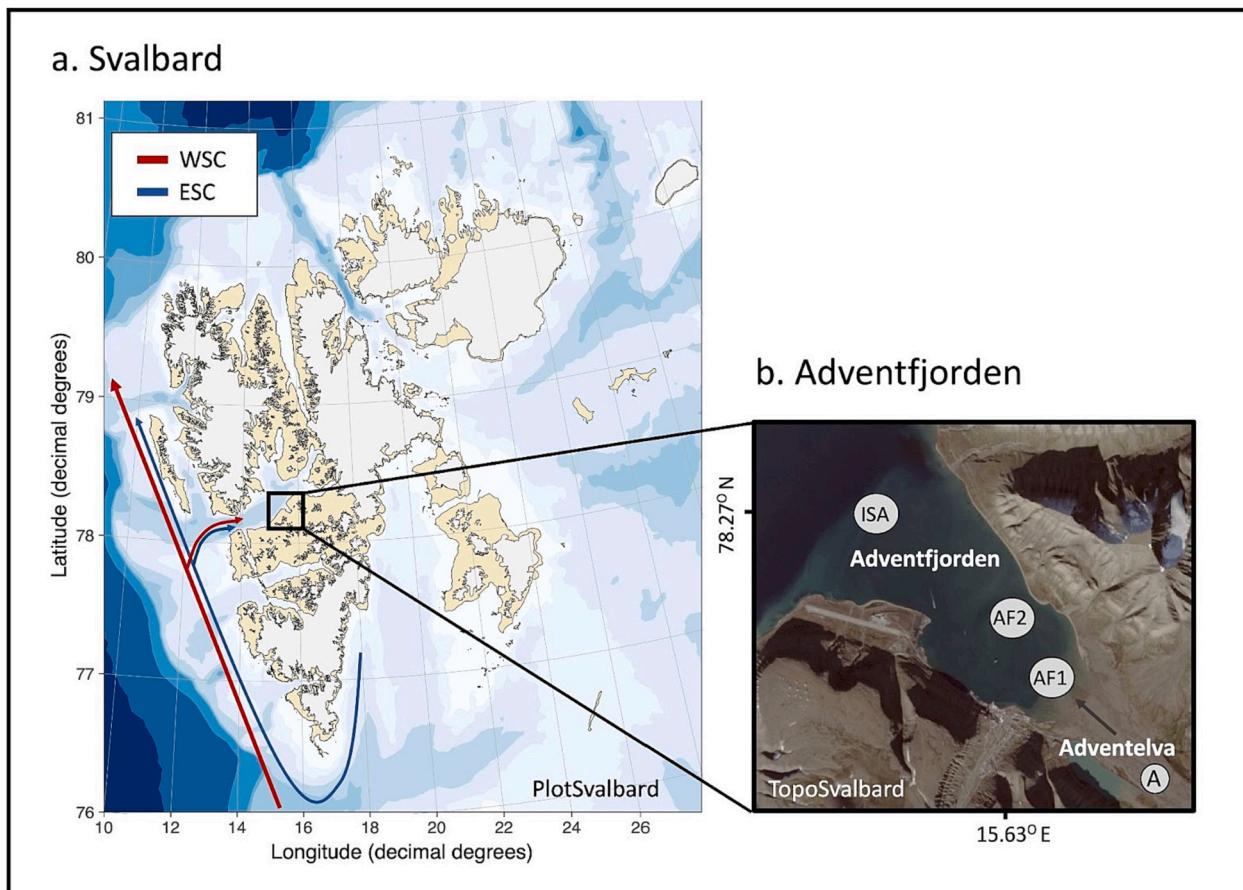 a. Svalbard
81
80
79
78
77
76
Latitude (decimal degrees)
WSC
ESC
PlotSvalbard
10
12
14
16
18
20
22
24
26
Longitude (decimal degrees)
b. Adventfjorden
78.27° N
ISA
Adventfjorden
AF2
AF1
Adventelva
A
TopoSvalbard
15.63° E